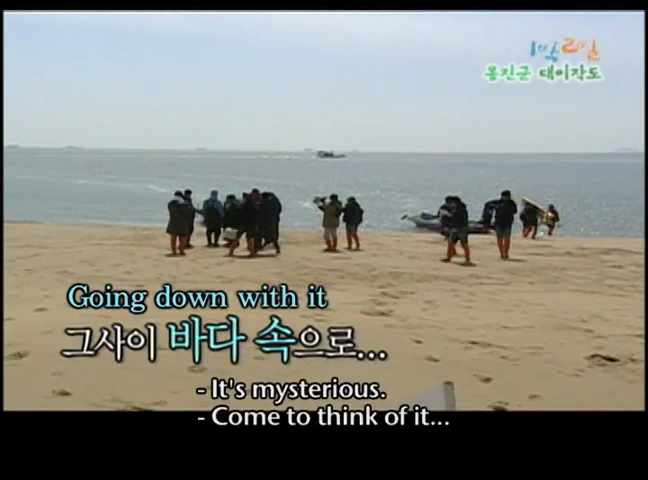 1박2일
옹진군 대이작도
Going down with it
그사이 바다 속으로...
- It's mysterious.
- Come to think of it...